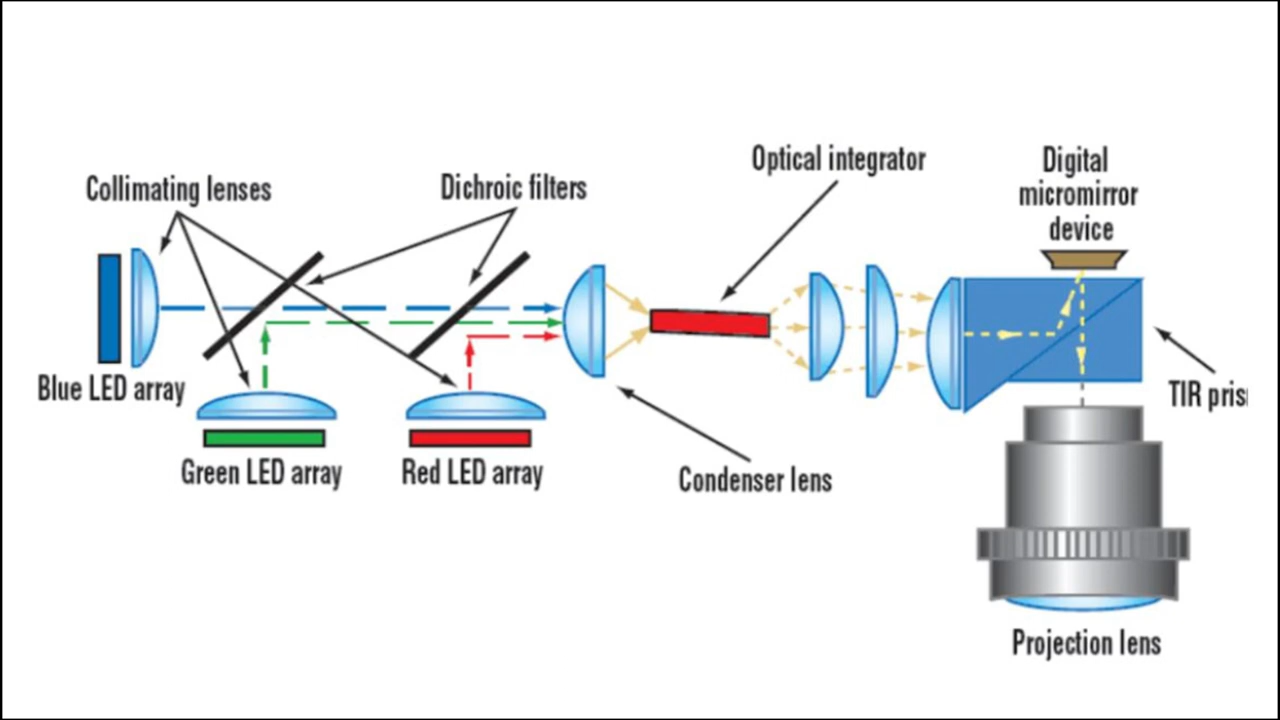 Optical integrator
Digital
micromirror
device
Collimating lenses
Dichroic filters
Blue LED array
TIR pris
Green LED array
Red LED array
Condenser lens
Projection lens